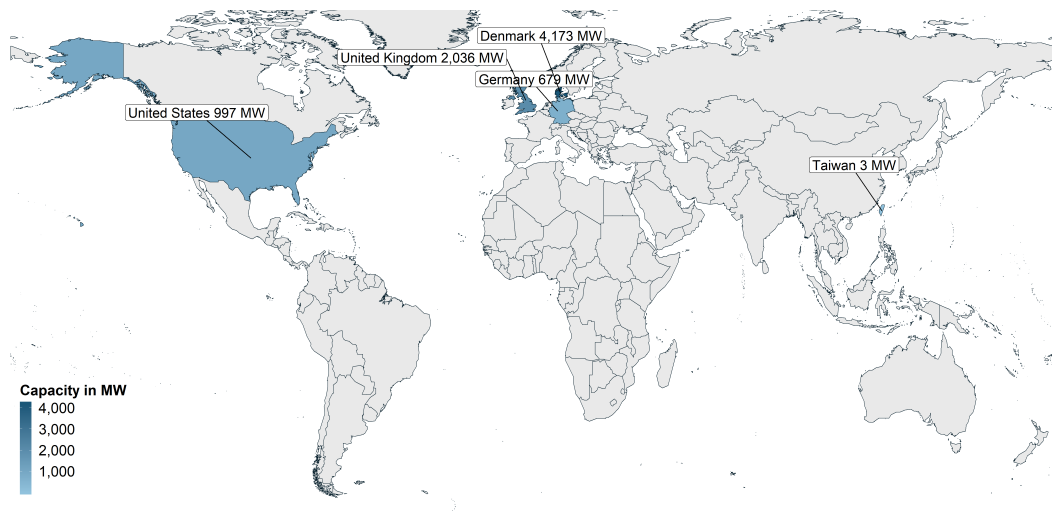 Denmark 4,173 MW
United Kingdom 2,036 MW
Germany 679 MW
United States 997 MW
Taiwan 3 MW
Capacity in MW
4,000
3,000
2,000
1,000